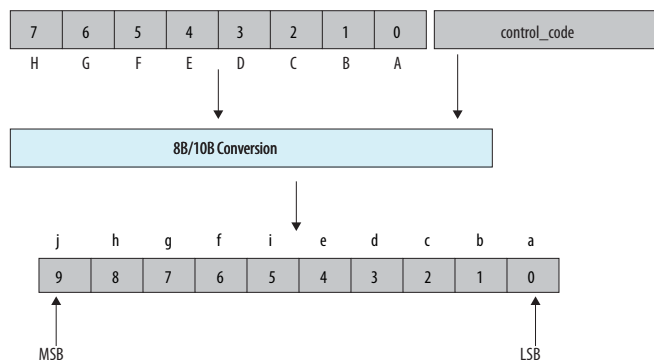 7 6 5 4 3 2 1 0 control_code
H G F E D C B A
8B/10B Conversion
j h g f i e d c b a
9 8 7 6 5 4 3 2 1 0
MSB LSB